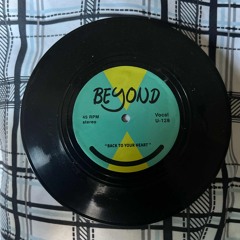 BEYOND
45 RPM
stereo
Vocal
U-126
"BACK TO YOUR HEART"